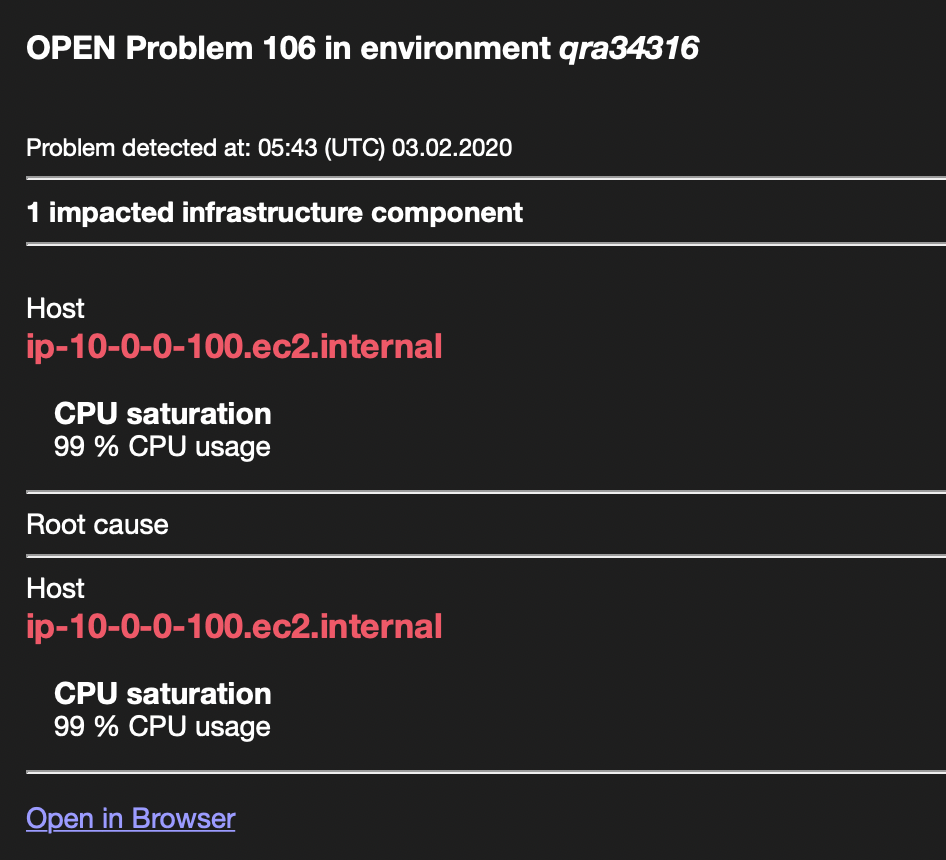 OPEN Problem 106 in environment qra34316
Problem detected at: 05:43 (UTC) 03.02.2020
1 impacted infrastructure component
Host
ip-10-0-0-100.ec2.internal
CPU saturation
99 % CPU usage
Root cause
Host
ip-10-0-0-100.ec2.internal
CPU saturation
99 % CPU usage
Open in Browser